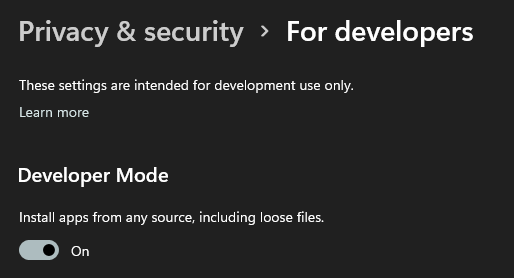 Privacy & security > For developers
These settings are intended for development use only.
Learn more
Developer Mode
Install apps from any source, including loose files.
On